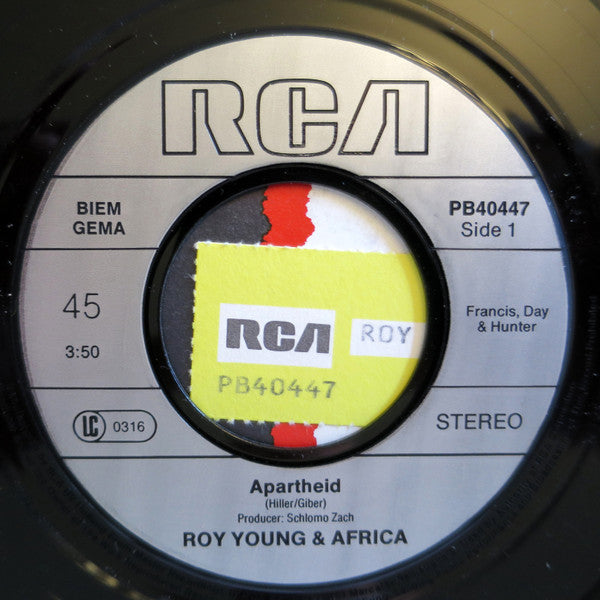 RCA
BIEM
GEMA
PB40447
Side 1
45
3:50
Francis, Day
& Hunter
RCA
ROY
PB40447
LC 0316
STEREO
Apartheid
(Hiller/Giber)
Producer: Schlomo Zach
ROY YOUNG & AFRICA